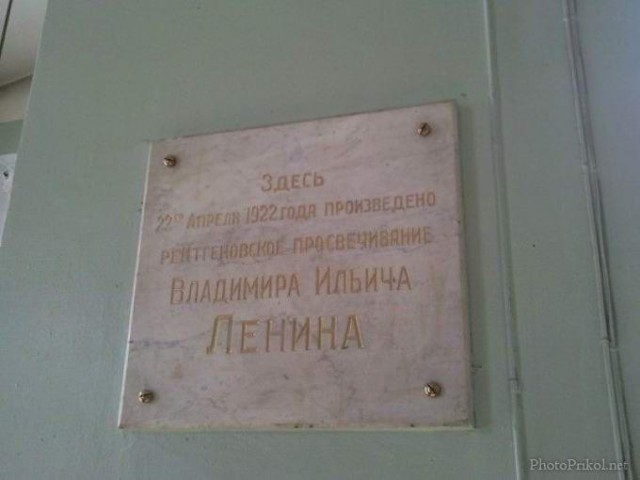 ЗДЕСЬ
22го АПРЕЛЯ 1922 ГОДА ПРОИЗВЕДЕНО
РЕНТГЕНОВСКОЕ ПРОСВЕЧИВАНИЕ
ВЛАДИМИРА ИЛЬИЧА
ЛЕНИНА
PhotoPrikol.net